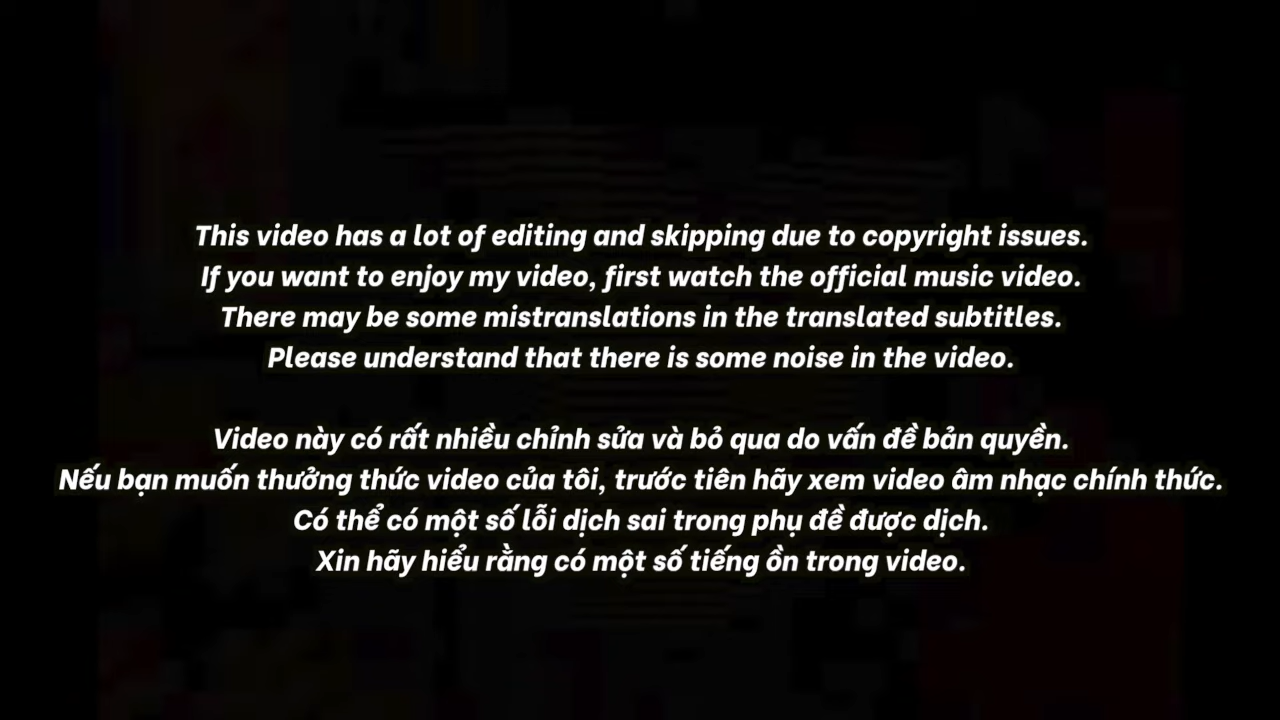 This video has a lot of editing and skipping due to copyright issues.
If you want to enjoy my video, first watch the official music video.
There may be some mistranslations in the translated subtitles.
Please understand that there is some noise in the video.
Video này có rất nhiều chỉnh sửa và bỏ qua do vấn đề bản quyền.
Nếu bạn muốn thưởng thức video của tôi, trước tiên hãy xem video âm nhạc chính thức.
Có thể có một số lỗi dịch sai trong phụ đề được dịch.
Xin hãy hiểu rằng có một số tiếng ồn trong video.